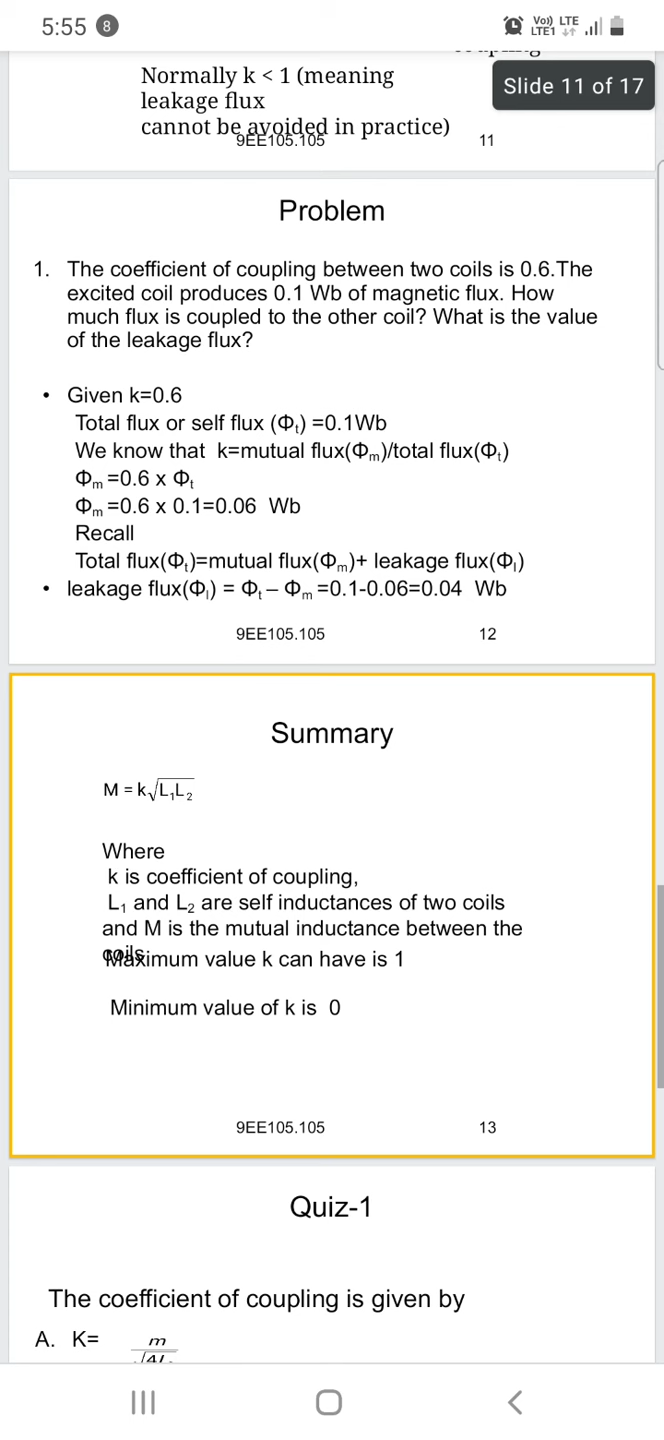 5:55 8 Vo)) LTE LTE1
Normally k < 1 (meaning
leakage flux
cannot be avoided in practice)
Slide 11 of 17
9EE105.105 11
Problem
1. The coefficient of coupling between two coils is 0.6.The
excited coil produces 0.1 Wb of magnetic flux. How
much flux is coupled to the other coil? What is the value
of the leakage flux?
• Given k=0.6
Total flux or self flux (Φₜ) =0.1Wb
We know that k=mutual flux(Φₘ)/total flux(Φₜ)
Φₘ =0.6 x Φₜ
Φₘ =0.6 x 0.1=0.06 Wb
Recall
Total flux(Φₜ)=mutual flux(Φₘ)+ leakage flux(Φₗ)
• leakage flux(Φₗ) = Φₜ – Φₘ =0.1-0.06=0.04 Wb
9EE105.105 12
Summary
M = k√L₁L₂
Where
k is coefficient of coupling,
L₁ and L₂ are self inductances of two coils
and M is the mutual inductance between the
coils
Maximum value k can have is 1
Minimum value of k is 0
9EE105.105 13
Quiz-1
The coefficient of coupling is given by
A. K= m